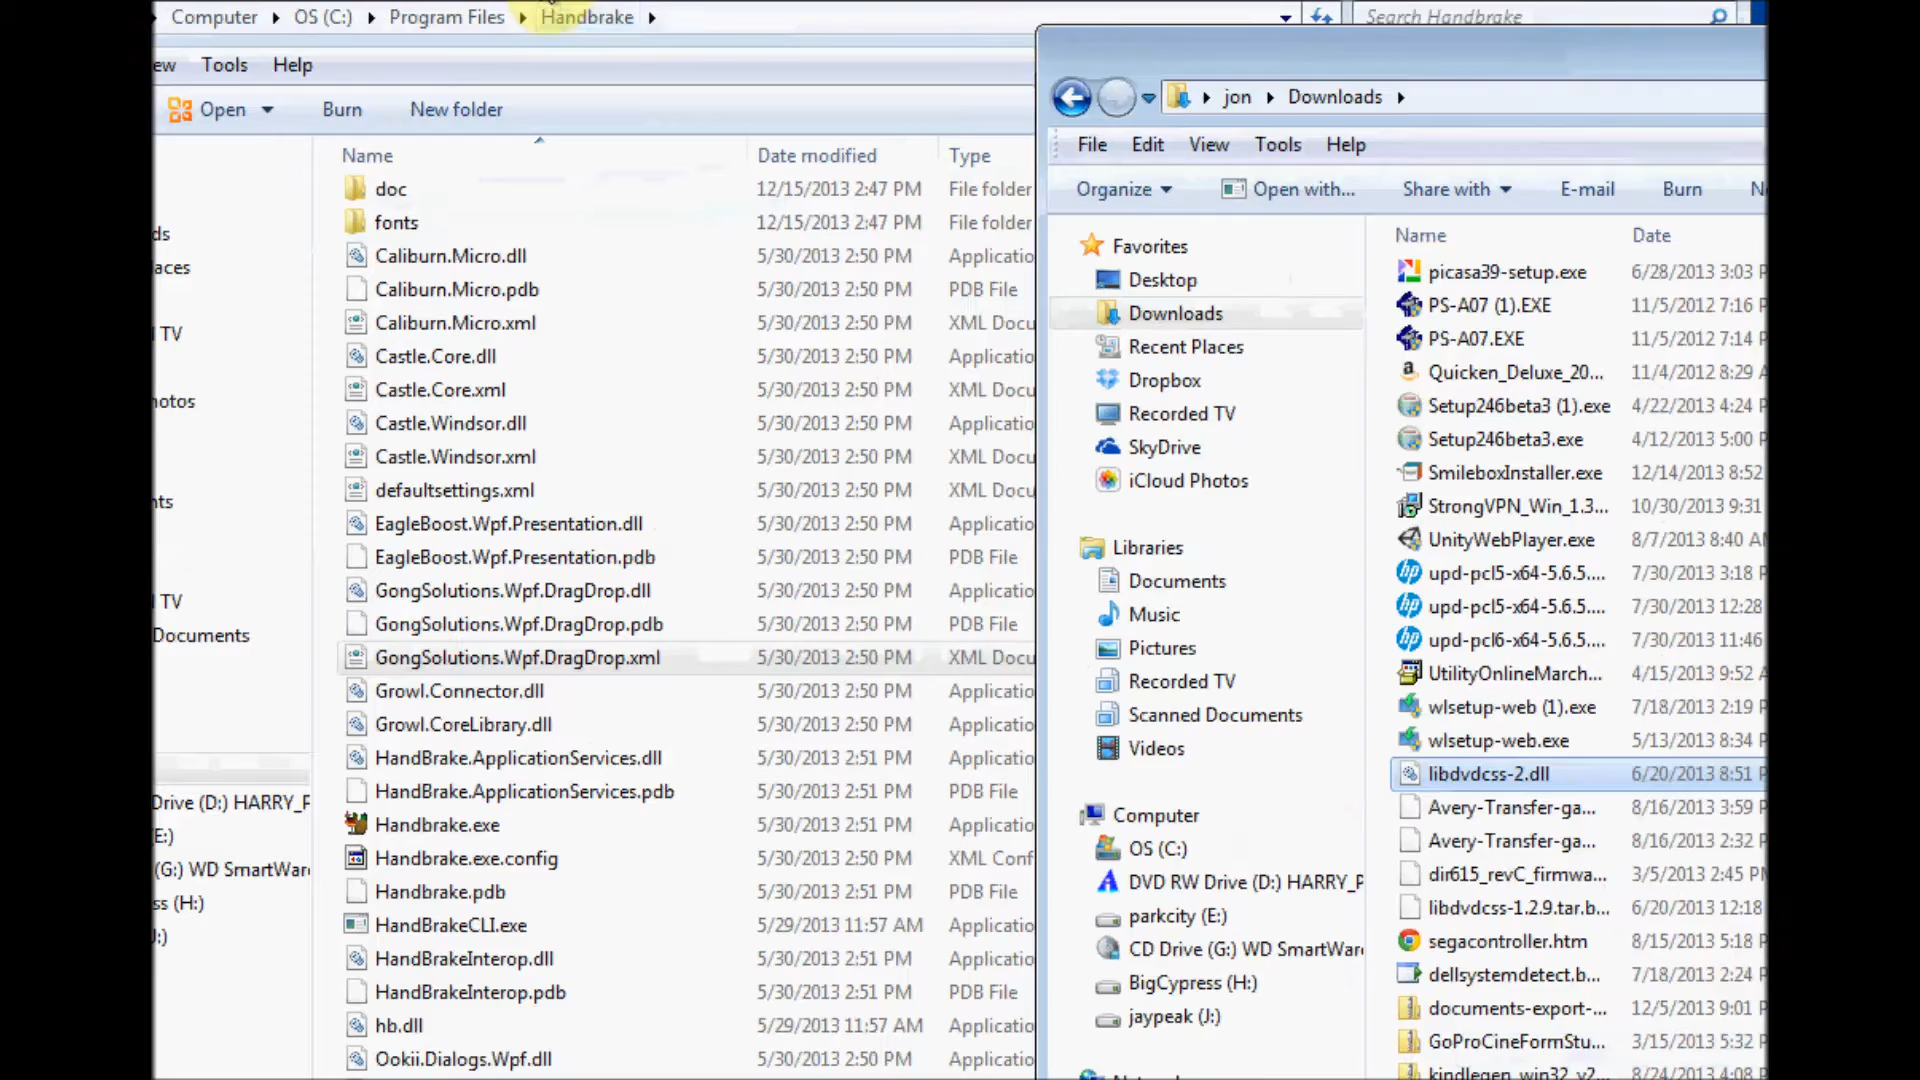 Computer ▸ OS (C:) ▸ Program Files ▸ Handbrake ▸
Search Handbrake
ew Tools Help
Open Burn New folder
Name Date modified Type
doc 12/15/2013 2:47 PM File folder
fonts 12/15/2013 2:47 PM File folder
Caliburn.Micro.dll 5/30/2013 2:50 PM Applicatio
Caliburn.Micro.pdb 5/30/2013 2:50 PM PDB File
Caliburn.Micro.xml 5/30/2013 2:50 PM XML Docu
Castle.Core.dll 5/30/2013 2:50 PM Applicatio
Castle.Core.xml 5/30/2013 2:50 PM XML Docu
Castle.Windsor.dll 5/30/2013 2:50 PM Applicatio
Castle.Windsor.xml 5/30/2013 2:50 PM XML Docu
defaultsettings.xml 5/30/2013 2:50 PM XML Docu
EagleBoost.Wpf.Presentation.dll 5/30/2013 2:50 PM Applicatio
EagleBoost.Wpf.Presentation.pdb 5/30/2013 2:50 PM PDB File
GongSolutions.Wpf.DragDrop.dll 5/30/2013 2:50 PM Applicatio
GongSolutions.Wpf.DragDrop.pdb 5/30/2013 2:50 PM PDB File
GongSolutions.Wpf.DragDrop.xml 5/30/2013 2:50 PM XML Docu
Growl.Connector.dll 5/30/2013 2:50 PM Applicatio
Growl.CoreLibrary.dll 5/30/2013 2:50 PM Applicatio
HandBrake.ApplicationServices.dll 5/30/2013 2:51 PM Applicatio
HandBrake.ApplicationServices.pdb 5/30/2013 2:51 PM PDB File
Handbrake.exe 5/30/2013 2:51 PM Applicatio
Handbrake.exe.config 5/30/2013 2:50 PM XML Conf
Handbrake.pdb 5/30/2013 2:51 PM PDB File
HandBrakeCLI.exe 5/29/2013 11:57 AM Applicatio
HandBrakeInterop.dll 5/30/2013 2:51 PM Applicatio
HandBrakeInterop.pdb 5/30/2013 2:51 PM PDB File
hb.dll 5/29/2013 11:57 AM Applicatio
Ookii.Dialogs.Wpf.dll 5/30/2013 2:50 PM Applicatio
ds
laces
TV
hotos
nts
TV
Documents
Drive (D:) HARRY_P
(E:)
(G:) WD SmartWare
ss (H:)
J:)
▸ jon ▸ Downloads ▸
File Edit View Tools Help
Organize Open with... Share with E-mail Burn N
Favorites
Desktop
Downloads
Recent Places
Dropbox
Recorded TV
SkyDrive
iCloud Photos
Libraries
Documents
Music
Pictures
Recorded TV
Scanned Documents
Videos
Computer
OS (C:)
DVD RW Drive (D:) HARRY_P
parkcity (E:)
CD Drive (G:) WD SmartWare
BigCypress (H:)
jaypeak (J:)
Name Date
picasa39-setup.exe 6/28/2013 3:03 P
PS-A07 (1).EXE 11/5/2012 7:16 P
PS-A07.EXE 11/5/2012 7:14 P
Quicken_Deluxe_20... 11/4/2012 8:29 A
Setup246beta3 (1).exe 4/22/2013 4:24 P
Setup246beta3.exe 4/12/2013 5:00 P
SmileboxInstaller.exe 12/14/2013 8:52
StrongVPN_Win_1.3... 10/30/2013 9:31
UnityWebPlayer.exe 8/7/2013 8:40 AM
upd-pcl5-x64-5.6.5.... 7/30/2013 3:18 P
upd-pcl5-x64-5.6.5.... 7/30/2013 12:28
upd-pcl6-x64-5.6.5.... 7/30/2013 11:46
UtilityOnlineMarch... 4/15/2013 9:52 A
wlsetup-web (1).exe 7/18/2013 2:19 P
wlsetup-web.exe 5/13/2013 8:34 P
libdvdcss-2.dll 6/20/2013 8:51 P
Avery-Transfer-ga... 8/16/2013 3:59 P
Avery-Transfer-ga... 8/16/2013 2:32 P
dir615_revC_firmwa... 3/5/2013 2:45 PM
libdvdcss-1.2.9.tar.b... 6/20/2013 12:18
segacontroller.htm 8/15/2013 5:18 P
dellsystemdetect.b... 7/18/2013 2:24 P
documents-export-... 12/5/2013 9:01 P
GoProCineFormStu... 3/15/2013 5:32 P
kindlegen_win32_v2... 8/24/2013 4:08 P